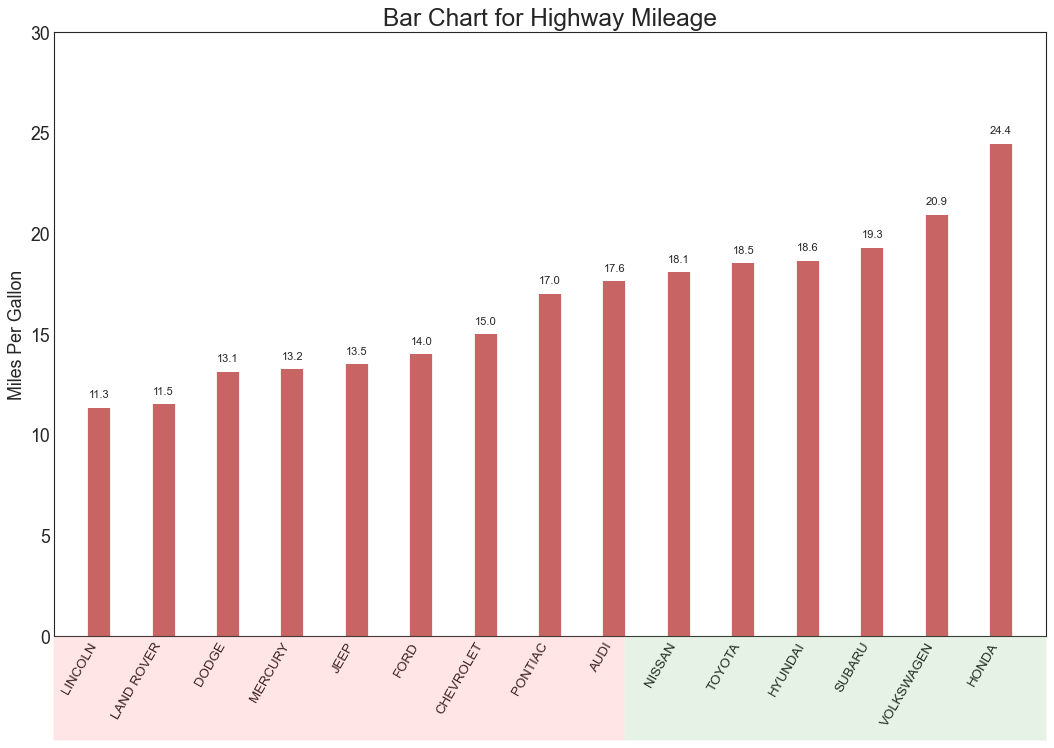 Bar Chart for Highway Mileage
Miles Per Gallon
30
25
20
15
10
5
0
11.3
11.5
13.1
13.2
13.5
14.0
15.0
17.0
17.6
18.1
18.5
18.6
19.3
20.9
24.4
LINCOLN
LAND ROVER
DODGE
MERCURY
JEEP
FORD
CHEVROLET
PONTIAC
AUDI
NISSAN
TOYOTA
HYUNDAI
SUBARU
VOLKSWAGEN
HONDA